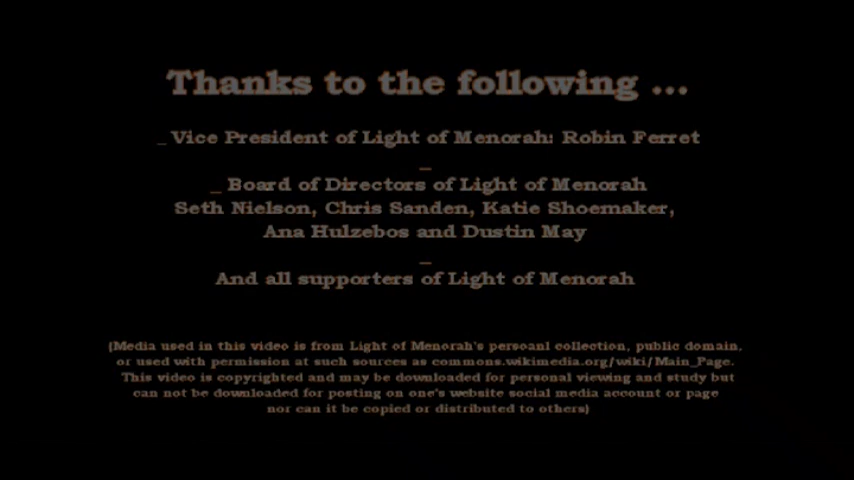 Thanks to the following ...
_ Vice President of Light of Menorah: Robin Ferret
_
_ Board of Directors of Light of Menorah
Seth Nielson, Chris Sanden, Katie Shoemaker,
Ana Hulzebos and Dustin May
_
And all supporters of Light of Menorah
(Media used in this video is from Light of Menorah's persoanl collection, public domain,
or used with permission at such sources as commons.wikimedia.org/wiki/Main_Page.
This video is copyrighted and may be downloaded for personal viewing and study but
can not be downloaded for posting on one's website social media account or page
nor can it be copied or distributed to others)